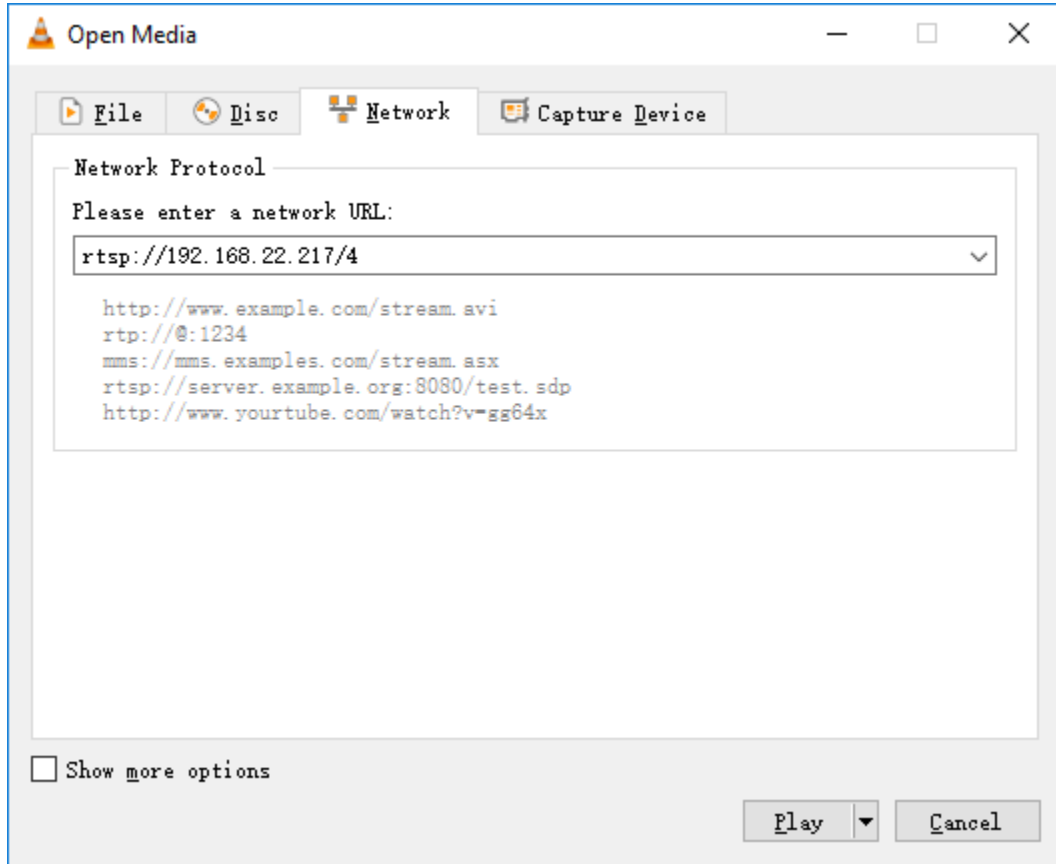 Open Media
File Disc Network Capture Device
Network Protocol
Please enter a network URL:
rtsp://192.168.22.217/4
http://www.example.com/stream.avi
rtp://@:1234
mms://mms.examples.com/stream.asx
rtsp://server.example.org:8080/test.sdp
http://www.yourtube.com/watch?v=gg64x
Show more options
Play Cancel